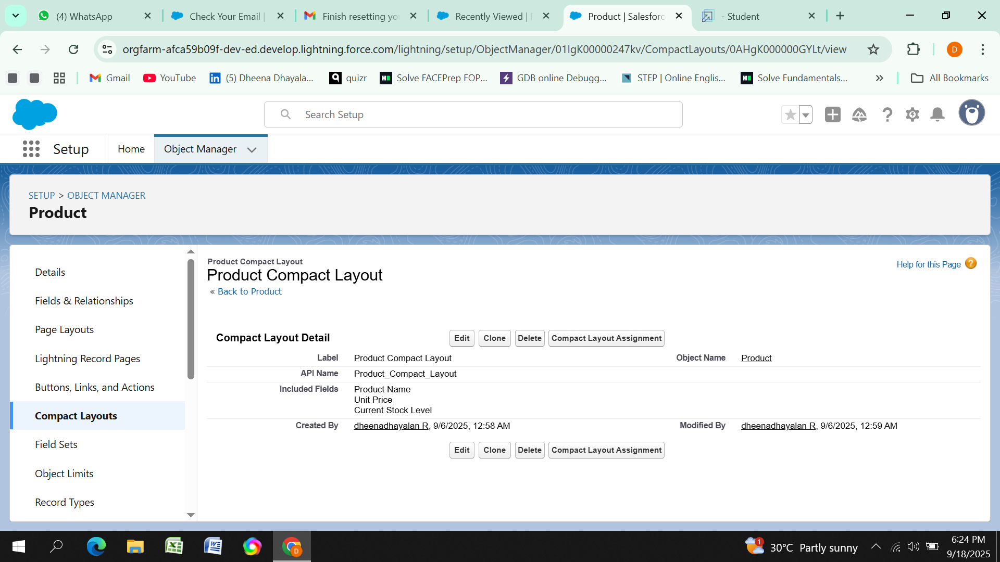 (4) WhatsApp
Check Your Email |
Finish resetting yo
Recently Viewed |
Product | Salesforc
- Student
orgfarm-afca59b09f-dev-ed.develop.lightning.force.com/lightning/setup/ObjectManager/01IgK00000247kv/CompactLayouts/0AHgK000000GYLt/view
D
Gmail
YouTube
(5) Dheena Dhayala...
quizr
Solve FACEPrep FOP...
GDB online Debugg...
STEP | Online Englis...
Solve Fundamentals...
»
All Bookmarks
Search Setup
Setup
Home
Object Manager
SETUP > OBJECT MANAGER
Product
Details
Fields & Relationships
Page Layouts
Lightning Record Pages
Buttons, Links, and Actions
Compact Layouts
Field Sets
Object Limits
Record Types
Product Compact Layout
Product Compact Layout
« Back to Product
Help for this Page ?
Compact Layout Detail
Edit Clone Delete Compact Layout Assignment
Label Product Compact Layout Object Name Product
API Name Product_Compact_Layout
Included Fields Product Name
Unit Price
Current Stock Level
Created By dheenadhayalan R, 9/6/2025, 12:58 AM Modified By dheenadhayalan R, 9/6/2025, 12:59 AM
Edit Clone Delete Compact Layout Assignment
1
30°C Partly sunny
6:24 PM
9/18/2025